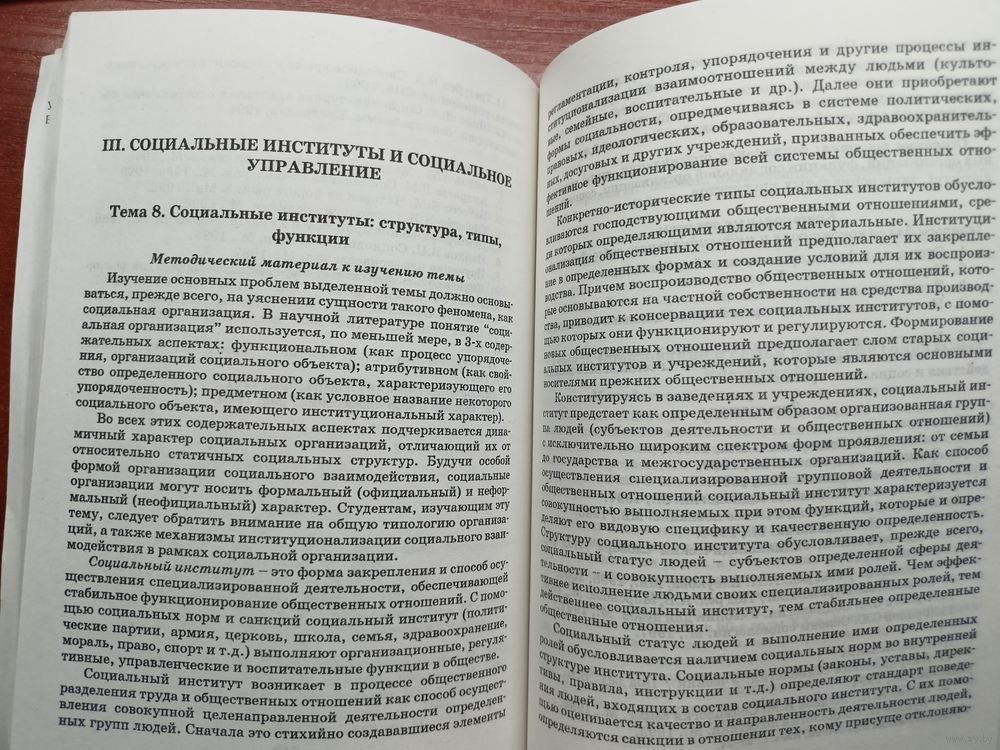 III. СОЦИАЛЬНЫЕ ИНСТИТУТЫ И СОЦИАЛЬНОЕ
УПРАВЛЕНИЕ
Тема 8. Социальные институты: структура, типы,
функции
Методический материал к изучению темы
Изучение основных проблем выделенной темы должно основы-
ваться, прежде всего, на уяснении сущности такого феномена, как
социальная организация. В научной литературе понятие “соци-
альная организация” используется, по меньшей мере, в 3-х содер-
жательных аспектах: функциональном (как процесс упорядоче-
ния, организаций социального объекта); атрибутивном (как свой-
ство определенного социального объекта, характеризующего его
упорядоченность); предметном (как условное название некоторого
социального объекта, имеющего институциональный характер).
Во всех этих содержательных аспектах подчеркивается дина-
мичный характер социальных организаций, отличающий их от
относительно статичных социальных структур. Будучи особой
формой организации социального взаимодействия, социальные
организации могут носить формальный (официальный) и нефор-
мальный (неофициальный) характер. Студентам, изучающим эту
тему, следует обратить внимание на общую типологию организа-
ций, а также механизмы институционализации социального взаи-
модействия в рамках социальной организации.
Социальный институт – это форма закрепления и способ осу-
ществления специализированной деятельности, обеспечивающей
стабильное функционирование общественных отношений. С помо-
щью социальных норм и санкций социальный институт (полити-
ческие партии, армия, церковь, школа, семья, здравоохранение,
мораль, право, спорт и т.д.) выполняют организационные, регуля-
тивные, управленческие и воспитательные функции в обществе.
Социальный институт возникает в процессе общественного
разделения труда и общественных отношений как способ осущест-
вления совокупной целенаправленной деятельности определен-
ных групп людей. Сначала это стихийно создававшиеся элементы
регламентации, контроля, упорядочения и другие процессы ин-
ституционализации взаимоотношений между людьми (культо-
вые, семейные, воспитательные и др.). Далее они приобретают
формы социальности, опредмечиваясь в системе политических,
правовых, идеологических, образовательных, здравоохранитель-
ных, досуговых и других учреждений, призванных обеспечить эф-
фективное функционирование всей системы общественных отно-
шений.
Конкретно-исторические типы социальных институтов обусло-
вливаются господствующими общественными отношениями, сре-
ди которых определяющими являются материальные. Институци-
онализация общественных отношений предполагает их закрепле-
ние в определенных формах и создание условий для их воспроиз-
водства. Причем воспроизводство общественных отношений, кото-
рые основываются на частной собственности на средства производ-
ства, приводит к консервации тех социальных институтов, с помо-
щью которых они функционируют и регулируются. Формирование
новых общественных отношений предполагает слом старых соци-
альных институтов и учреждений, которые являются основными
носителями прежних общественных отношений.
Конституируясь в заведениях и учреждениях, социальный ин-
ститут предстает как определенным образом организованная груп-
па людей (субъектов деятельности и общественных отношений)
с исключительно широким спектром форм проявления: от семьи
до государства и межгосударственных организаций. Как способ
осуществления специализированной групповой деятельности и
общественных отношений социальный институт характеризуется
совокупностью выполняемых при этом функций, которые и опре-
деляют его видовую специфику и качественную определенность.
Структуру социального института обусловливает, прежде всего,
социальный статус людей – субъектов определенной сферы дея-
тельности – и совокупность выполняемых ими ролей. Чем эффек-
тивнее исполнение людьми своих специализированных ролей, тем
действеннее социальный институт, тем стабильнее определенные
общественные отношения.
Социальный статус людей и выполнение ими определенных
ролей обусловливается наличием социальных норм во внутренней
структуре института. Социальные нормы (законы, уставы, дирек-
тивы, правила, инструкции и т.д.) определяют стандарт поведе-
ния людей, входящих в состав социального института. С их помо-
щью оценивается качество и направленность деятельности людей,
определяются санкции в отношении тех, кому присуще отклоняю-